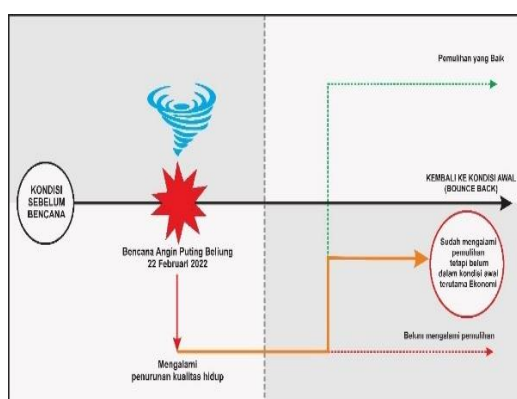 Pemulihan yang Baik
KONDISI
SEBELUM
BENCANA
KEMBALI KE KONDISI AWAL
(BOUNCE BACK)
Bencana Angin Puting Beliung
22 Februari 2022
Sudah mengalami
pemulihan
tetapi belum
dalam kondisi awal
terutama Ekonomi
Belum mengalami pemulihan
Mengalami
penurunan kualitas hidup